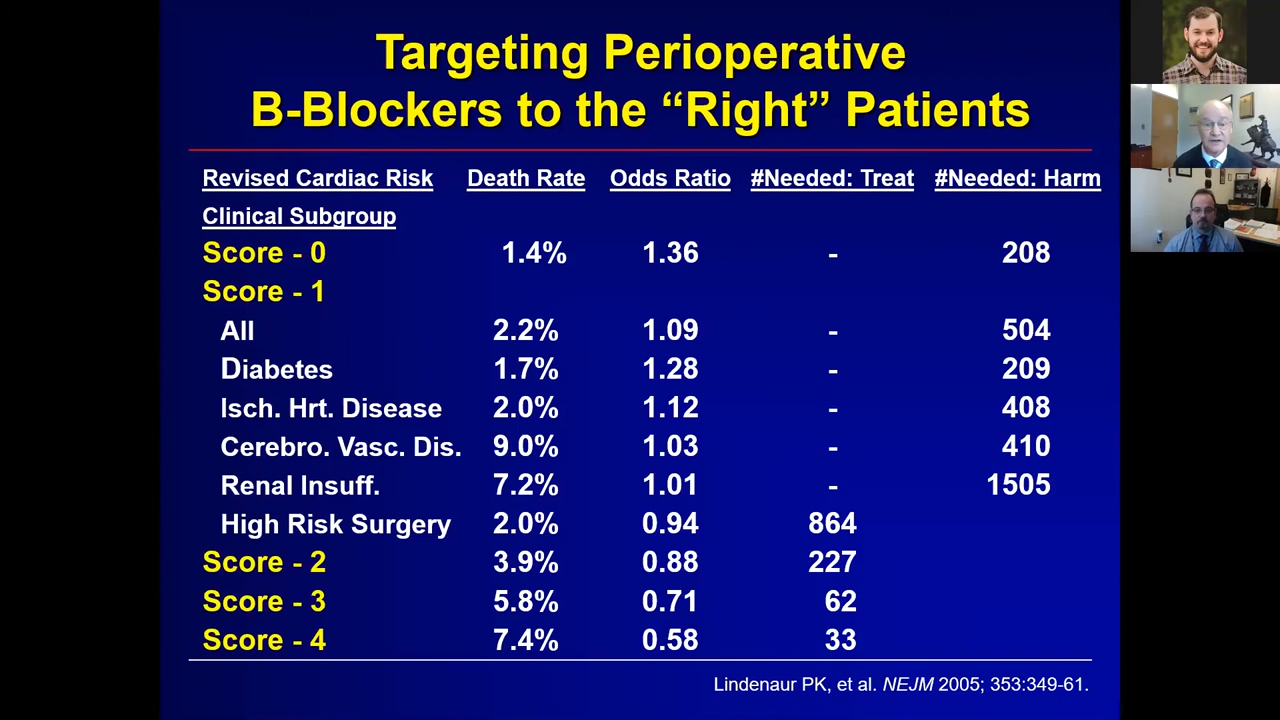 Targeting Perioperative
B-Blockers to the “Right” Patients
Revised Cardiac Risk Death Rate Odds Ratio #Needed: Treat #Needed: Harm
Clinical Subgroup
Score - 0 1.4% 1.36 - 208
Score - 1
All 2.2% 1.09 - 504
Diabetes 1.7% 1.28 - 209
Isch. Hrt. Disease 2.0% 1.12 - 408
Cerebro. Vasc. Dis. 9.0% 1.03 - 410
Renal Insuff. 7.2% 1.01 - 1505
High Risk Surgery 2.0% 0.94 864
Score - 2 3.9% 0.88 227
Score - 3 5.8% 0.71 62
Score - 4 7.4% 0.58 33
Lindenaur PK, et al. NEJM 2005; 353:349-61.